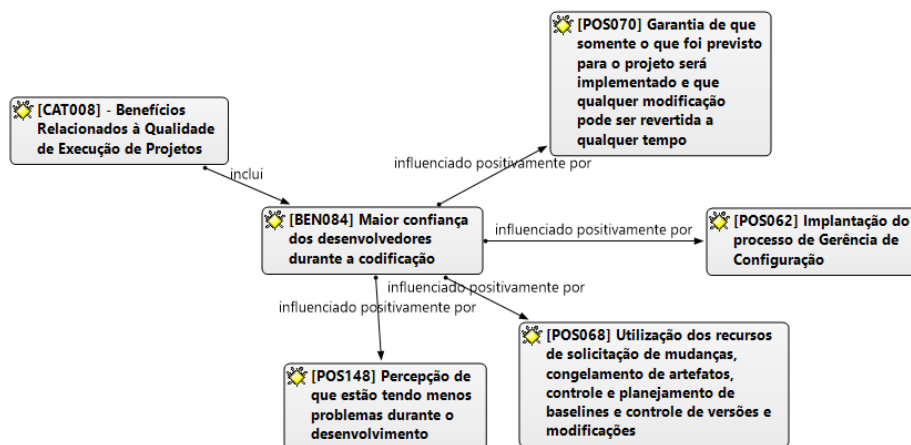 [POS070] Garantia de que
somente o que foi previsto
para o projeto será
implementado e que
qualquer modificação
pode ser revertida a
qualquer tempo
[CAT008] - Benefícios
Relacionados à Qualidade
de Execução de Projetos
influenciado positivamente por
inclui
[BEN084] Maior confiança
dos desenvolvedores
durante a codificação
influenciado positivamente por
[POS062] Implantação do
processo de Gerência de
Configuração
influenciado positivamente por
influenciado positivamente por
[POS068] Utilização dos recursos
de solicitação de mudanças,
congelamento de artefatos,
controle e planejamento de
baselines e controle de versões e
modificações
[POS148] Percepção de
que estão tendo menos
problemas durante o
desenvolvimento